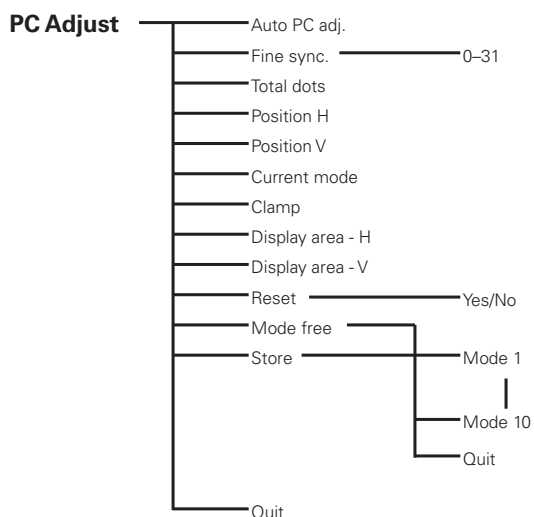 PC Adjust
Auto PC adj.
Fine sync.
0–31
Total dots
Position H
Position V
Current mode
Clamp
Display area - H
Display area - V
Reset
Yes/No
Mode free
Store
Mode 1
Mode 10
Quit
Quit